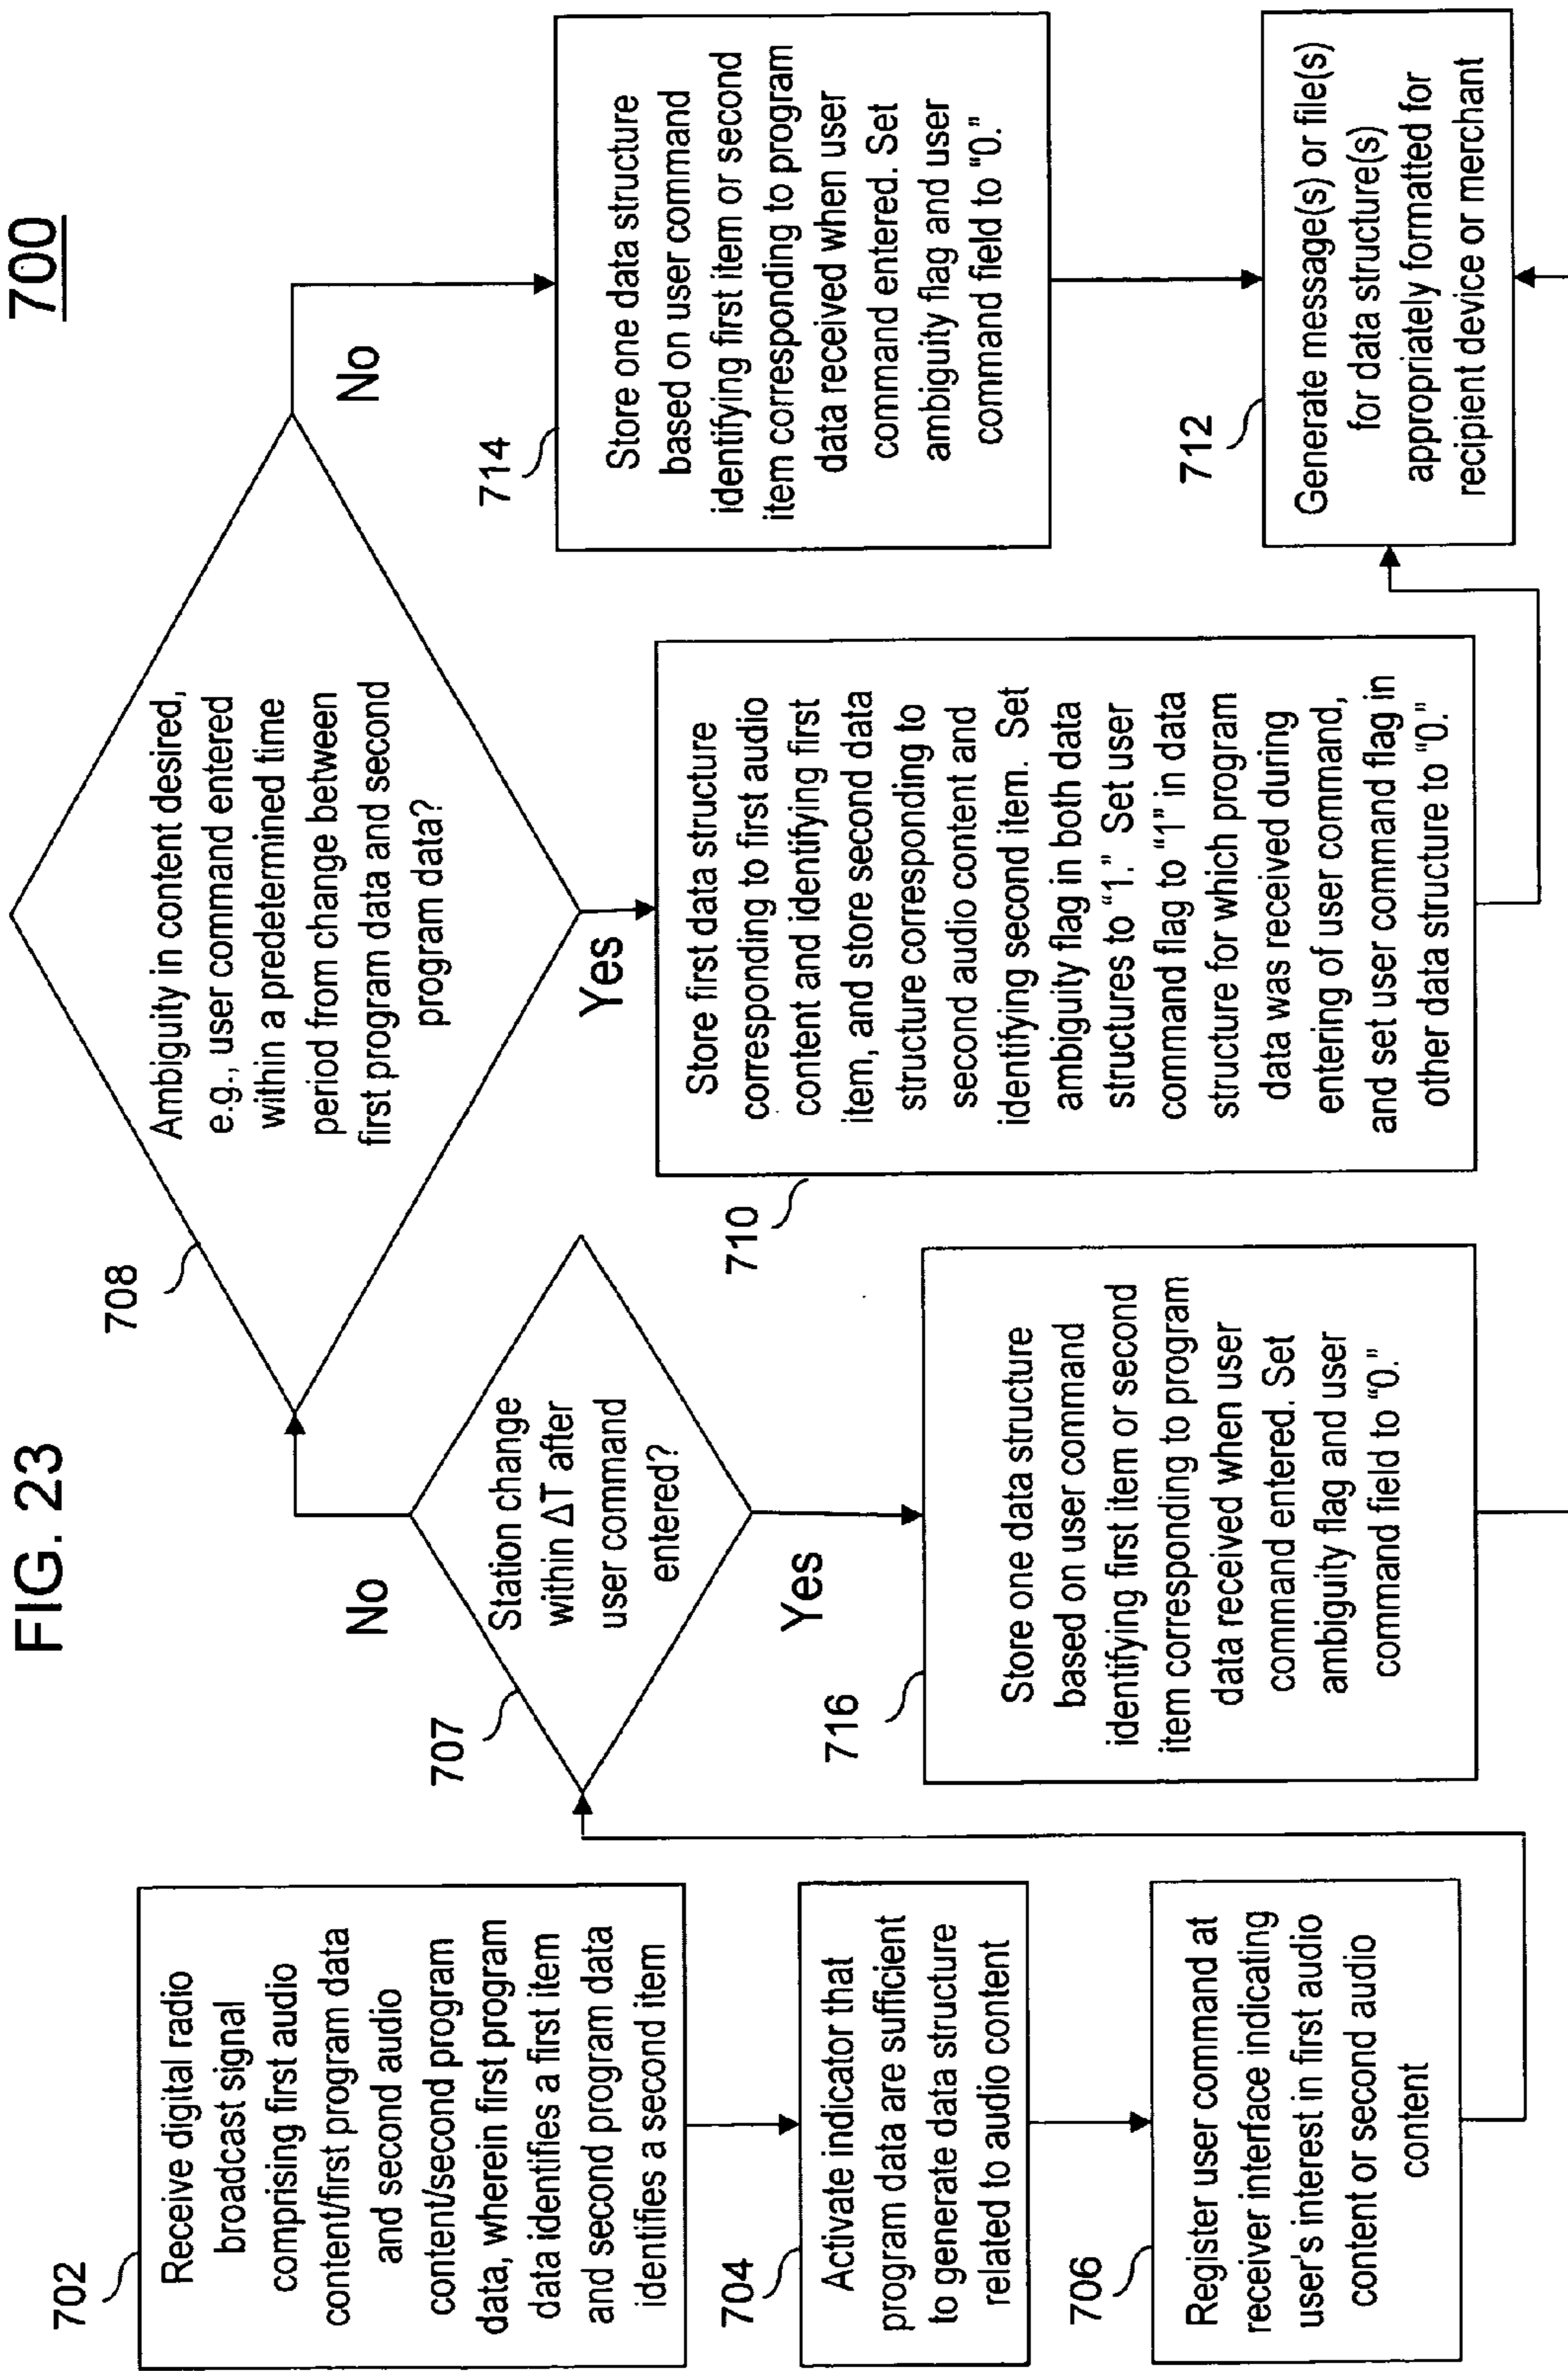 FIG. 23
700
702
Receive digital radio
broadcast signal
comprising first audio
content/first program data
and second audio
content/second program
data, wherein first program
data identifies a first item
and second program data
identifies a second item
704
Activate indicator that
program data are sufficient
to generate data structure
related to audio content
706
Register user command at
receiver interface indicating
user's interest in first audio
content or second audio
content
707
Station change
within ΔT after
user command
entered?
No
Yes
716
Store one data structure
based on user command
identifying first item or second
item corresponding to program
data received when user
command entered. Set
ambiguity flag and user
command field to “0.”
708
Ambiguity in content desired,
e.g., user command entered
within a predetermined time
period from change between
first program data and second
program data?
Yes
No
710
Store first data structure
corresponding to first audio
content and identifying first
item, and store second data
structure corresponding to
second audio content and
identifying second item. Set
ambiguity flag in both data
structures to “1.” Set user
command flag to “1” in data
structure for which program
data was received during
entering of user command,
and set user command flag in
other data structure to “0.”
714
Store one data structure
based on user command
identifying first item or second
item corresponding to program
data received when user
command entered. Set
ambiguity flag and user
command field to “0.”
712
Generate message(s) or file(s)
for data structure(s)
appropriately formatted for
recipient device or merchant